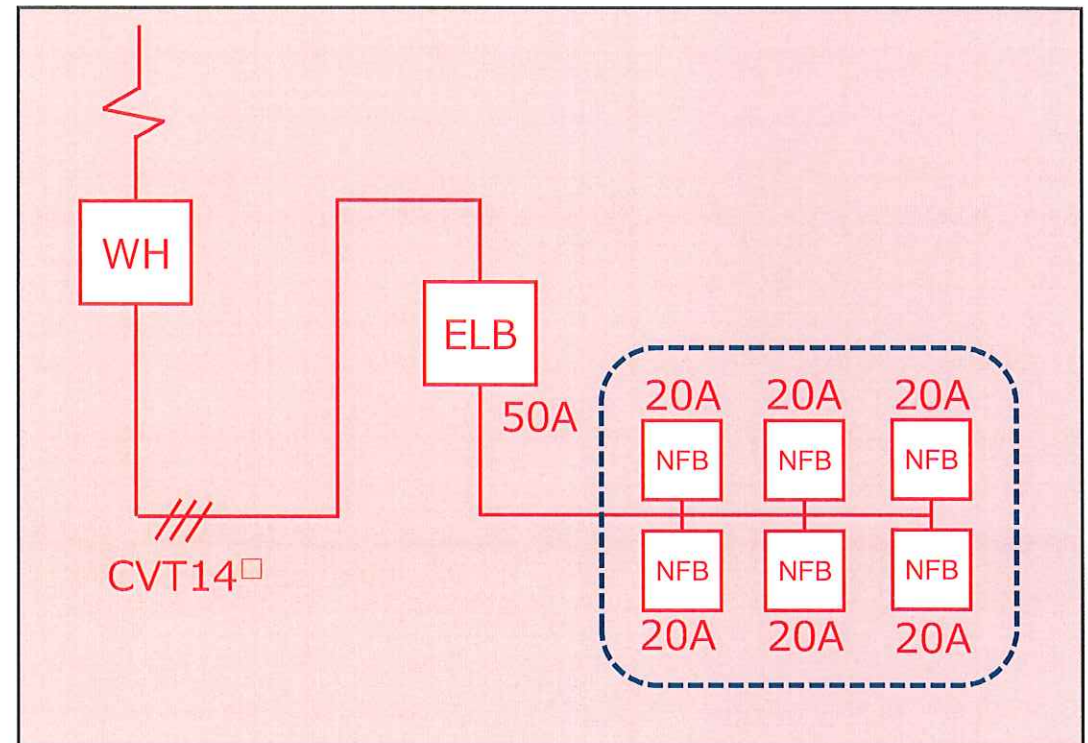 WH
ELB
50A
20A 20A 20A
NFB NFB NFB
NFB NFB NFB
20A 20A 20A
CVT14□